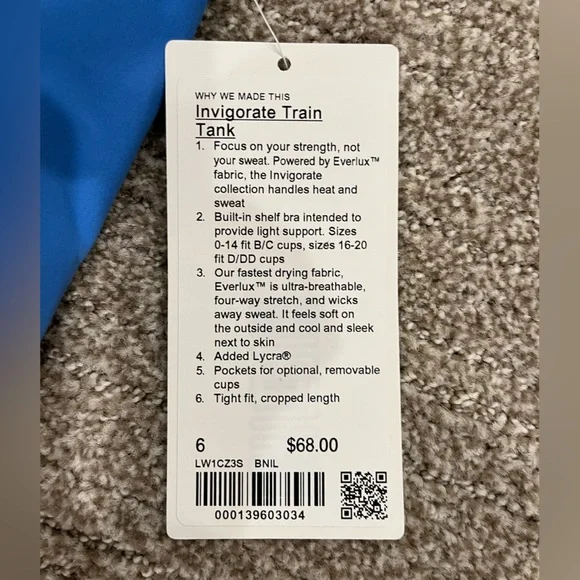 WHY WE MADE THIS
Invigorate Train
Tank
1. Focus on your strength, not
your sweat. Powered by Everlux™
fabric, the Invigorate
collection handles heat and
sweat
2. Built-in shelf bra intended to
provide light support. Sizes
0-14 fit B/C cups, sizes 16-20
fit D/DD cups
3. Our fastest drying fabric,
Everlux™ is ultra-breathable,
four-way stretch, and wicks
away sweat. It feels soft on
the outside and cool and sleek
next to skin
4. Added Lycra®
5. Pockets for optional, removable
cups
6. Tight fit, cropped length
6 $68.00
LW1CZ3S BNIL
000139603034